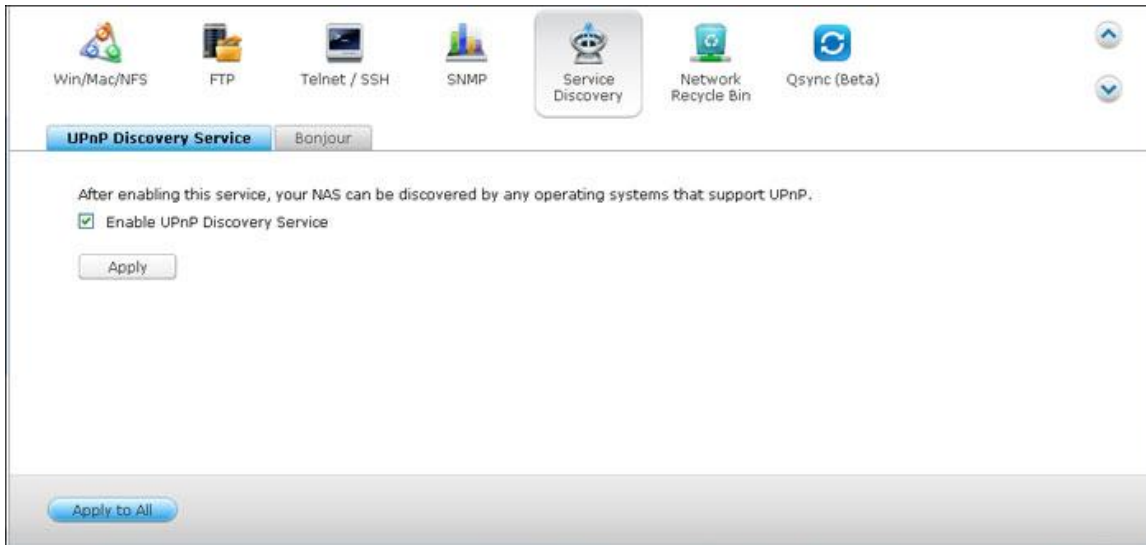 Win/Mac/NFS
FTP
Telnet / SSH
SNMP
Service
Discovery
Network
Recycle Bin
Qsync (Beta)
UPnP Discovery Service
Bonjour
After enabling this service, your NAS can be discovered by any operating systems that support UPnP.
Enable UPnP Discovery Service
Apply
Apply to All